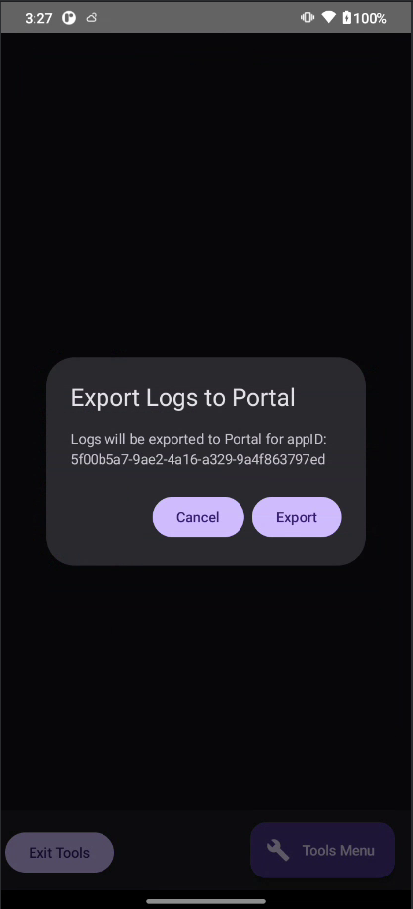 3:27
100%
Export Logs to Portal
Logs will be exported to Portal for appID:
5f00b5a7-9ae2-4a16-a329-9a4f863797ed
Cancel
Export
Exit Tools
Tools Menu